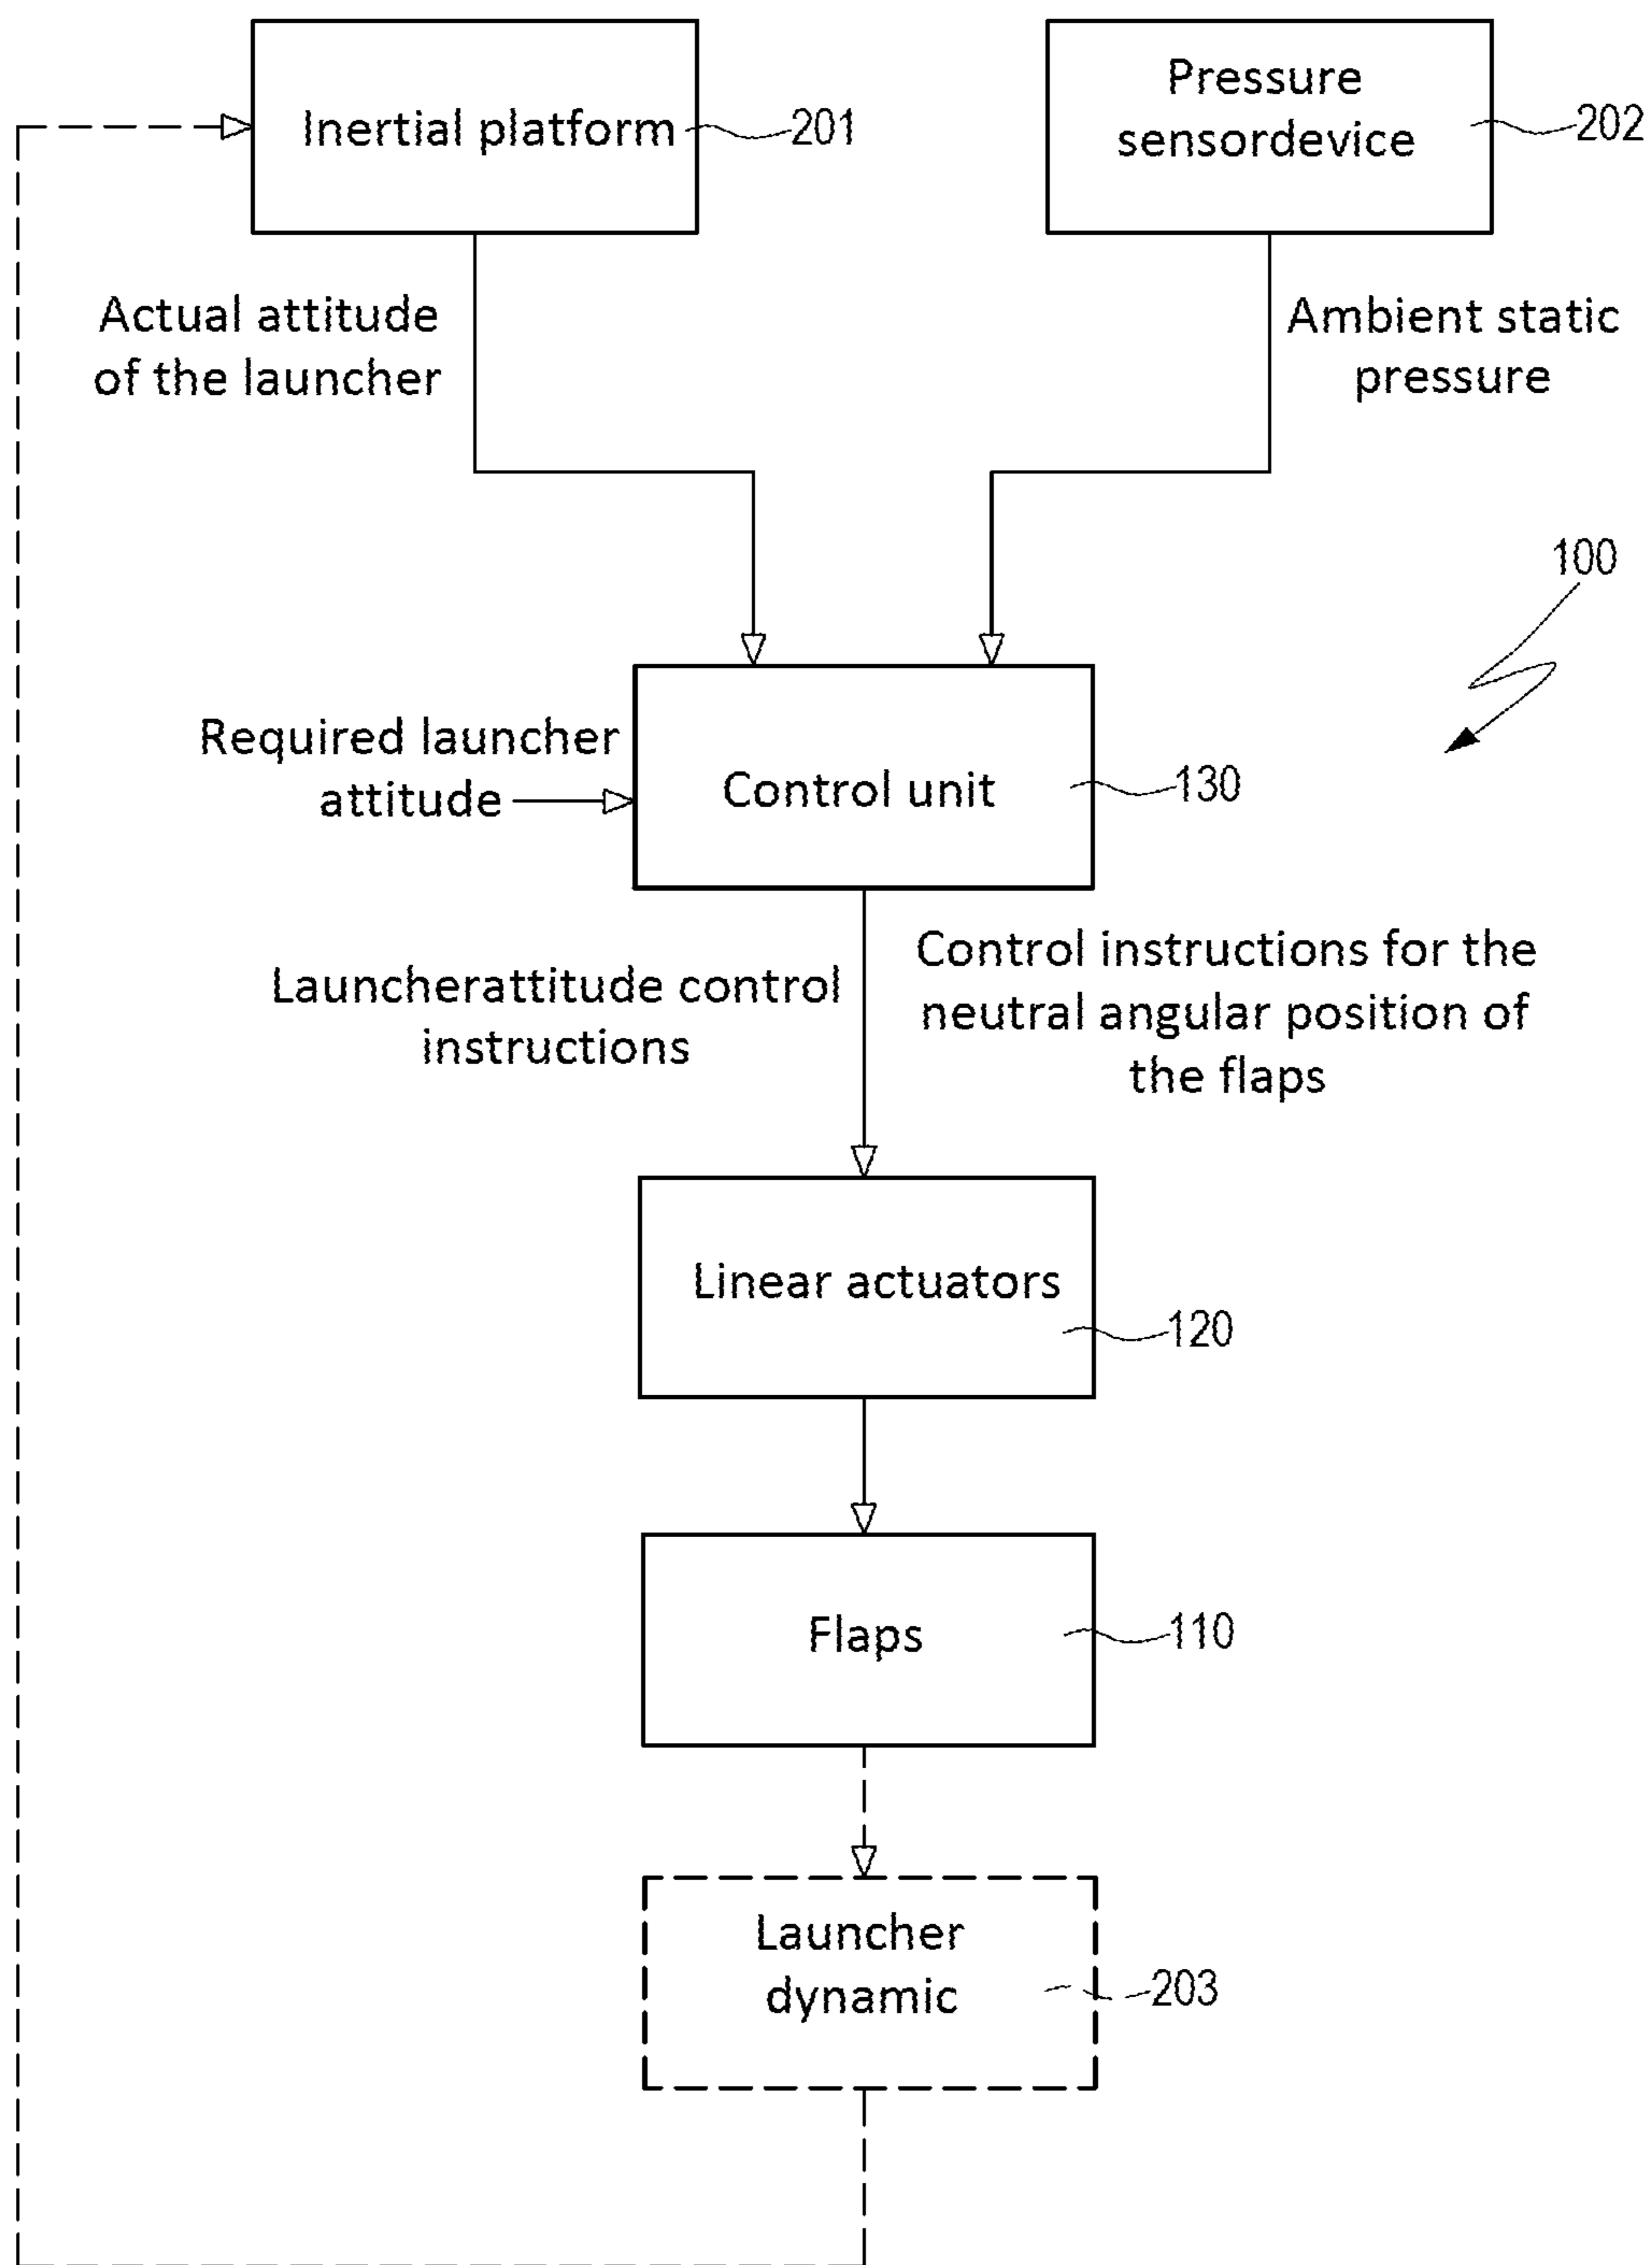 Inertial platform
201
Pressure
sensordevice
202
Actual attitude
of the launcher
Ambient static
pressure
100
Required launcher
attitude
Control unit
130
Launcherattitude control
instructions
Control instructions for the
neutral angular position of
the flaps
Linear actuators
120
Flaps
110
Launcher
dynamic
203